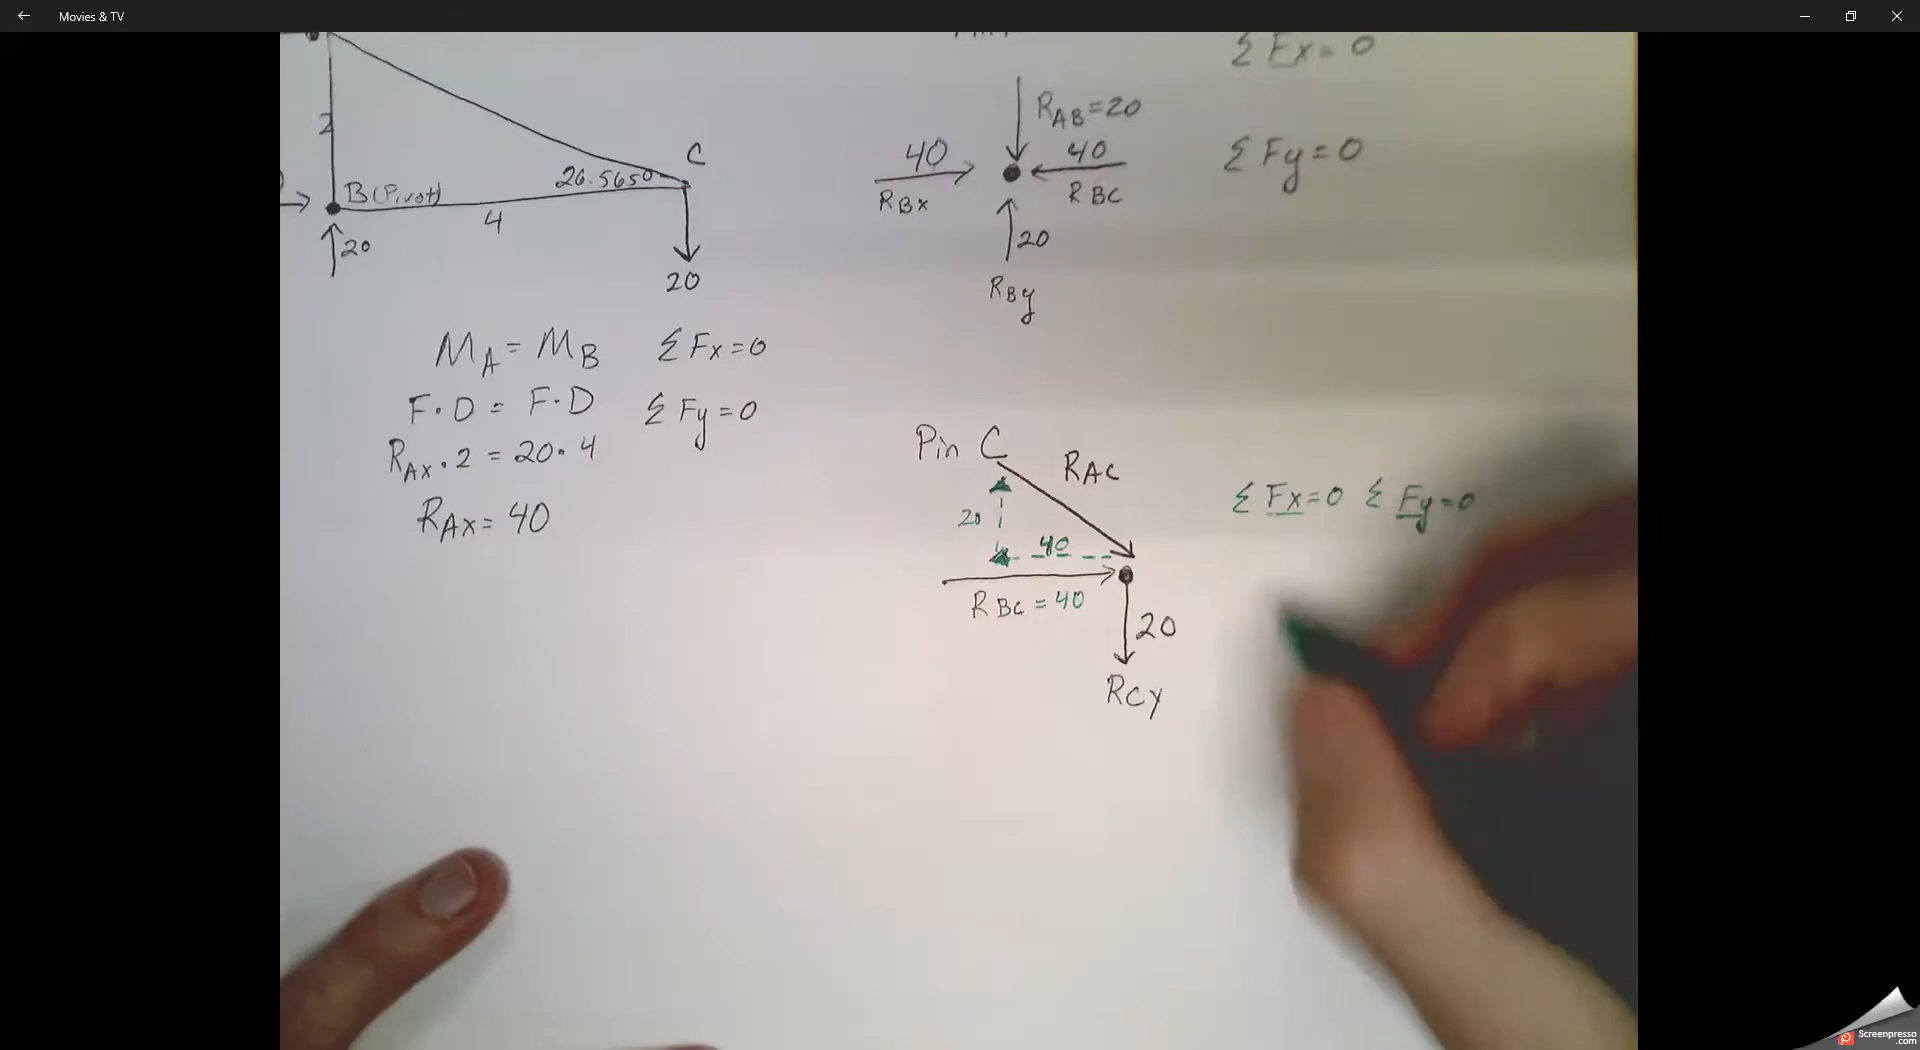 Movies & TV
Σ Fx = 0
RAB = 20
40
40
Σ Fy = 0
RBx
RBC
20
RBy
2
C
26.565°
B (Pivot)
4
20
20
MA = MB
Σ Fx = 0
F · D = F · D
Σ Fy = 0
RAx · 2 = 20 · 4
RAx = 40
Pin C
RAC
Σ Fx = 0 Σ Fy = 0
20
40
RBC = 40
20
RCy
Screenpresso
.com